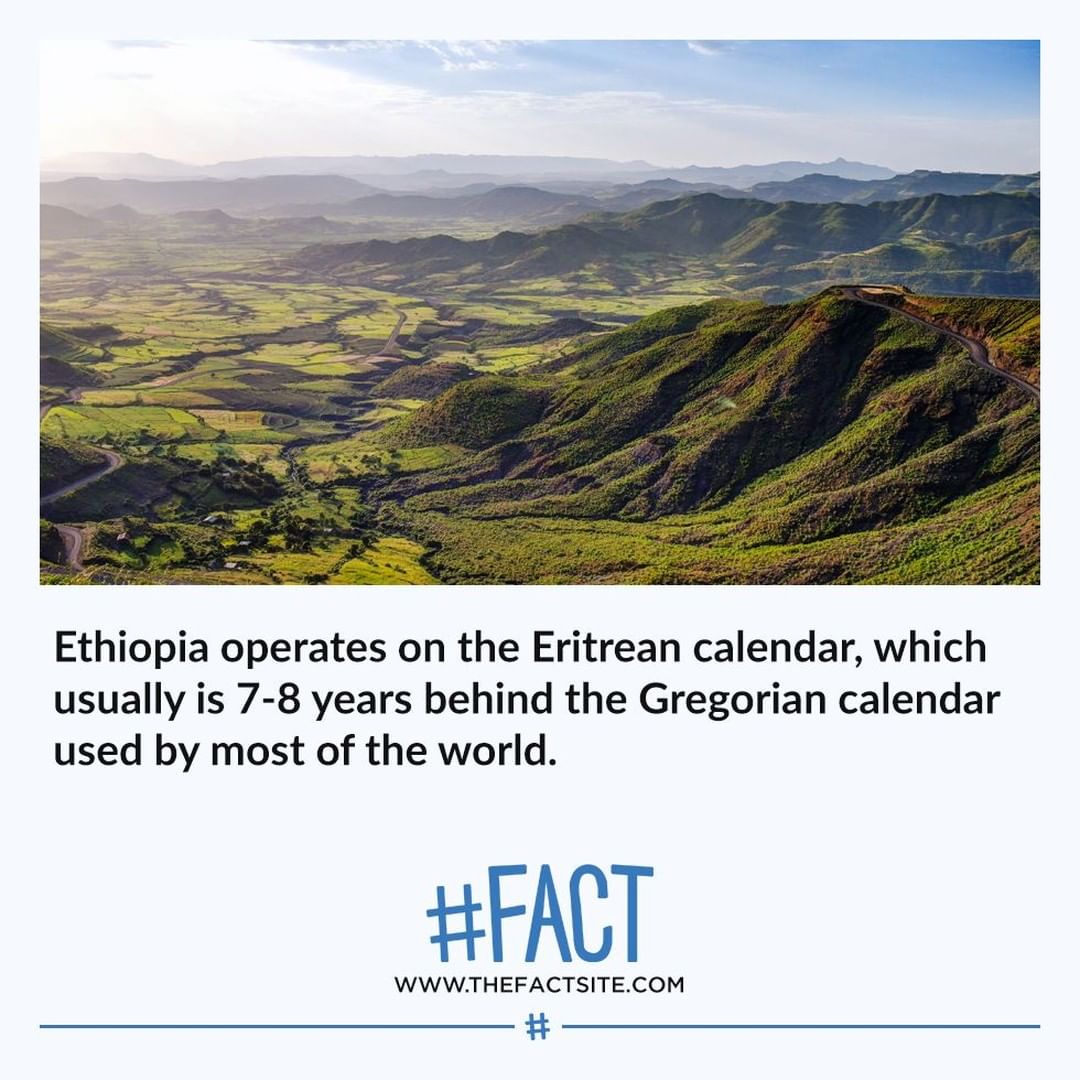 Ethiopia operates on the Eritrean calendar, which
usually is 7-8 years behind the Gregorian calendar
used by most of the world.
#FACT
WWW.THEFACTSITE.COM
#